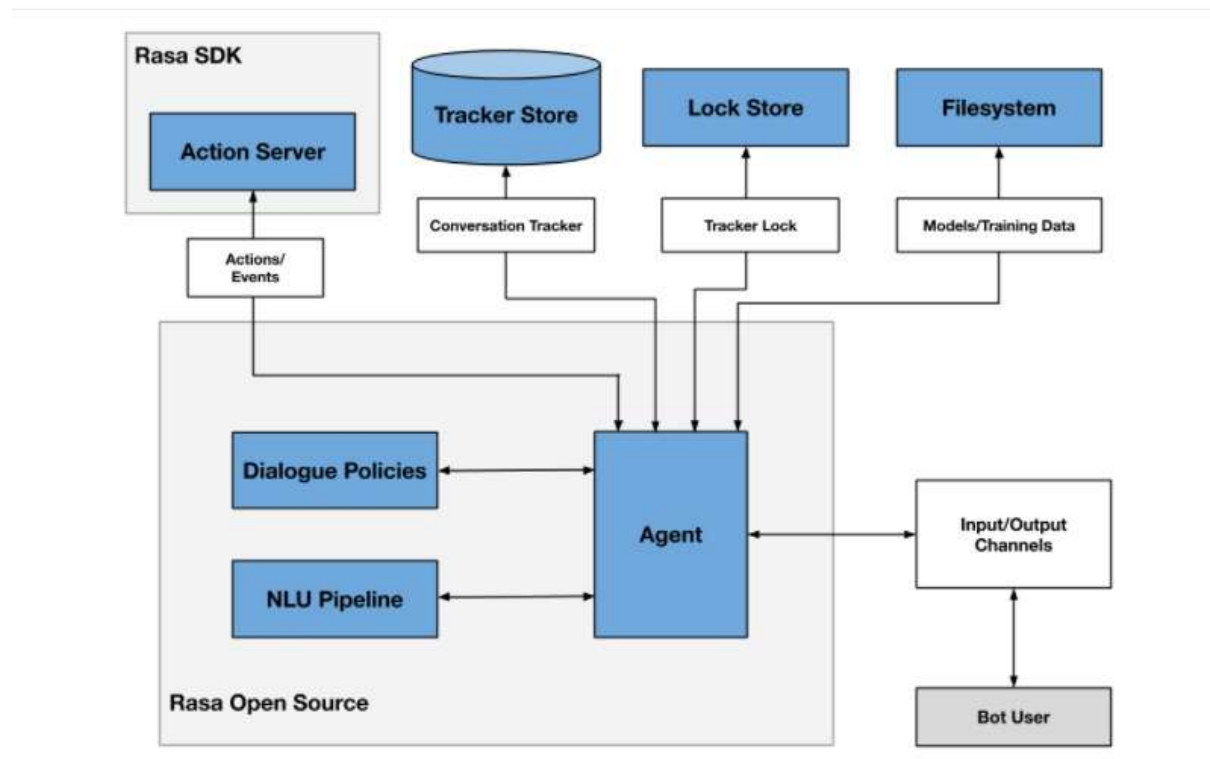 Rasa SDK
Action Server
Tracker Store
Lock Store
Filesystem
Conversation Tracker
Tracker Lock
Models/Training Data
Actions/
Events
Dialogue Policies
NLU Pipeline
Agent
Input/Output
Channels
Rasa Open Source
Bot User